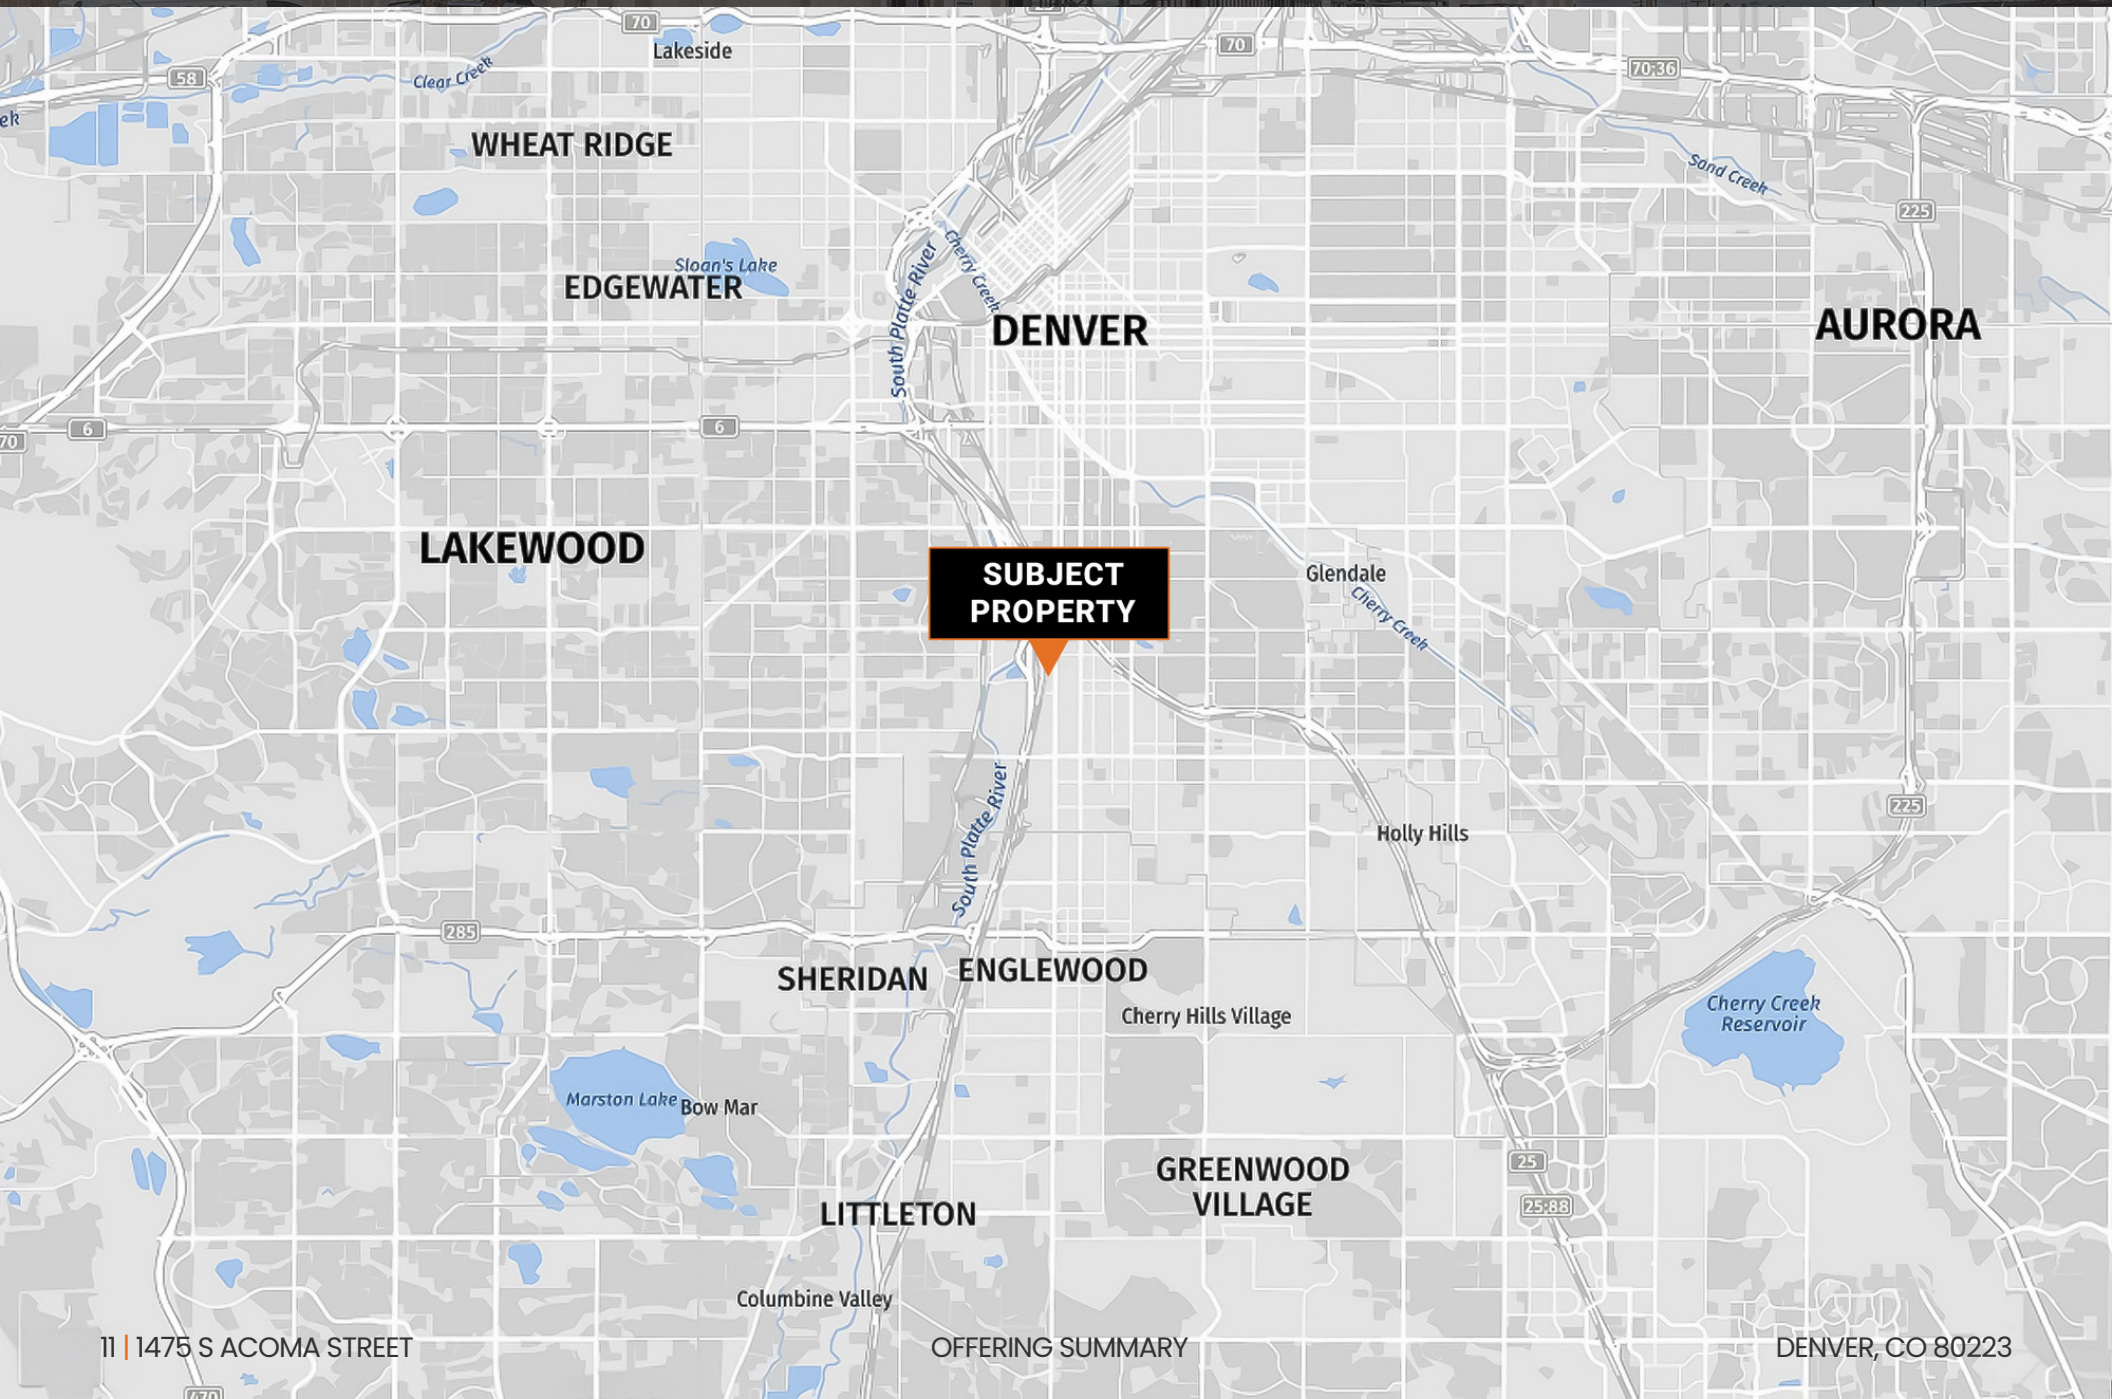 70
Lakeside
70
58
Clear Creek
70;36
ek
WHEAT RIDGE
Sand Creek
225
Sloan's Lake
EDGEWATER
South Platte River
Cherry Creek
DENVER
AURORA
70
6
6
LAKEWOOD
SUBJECT
PROPERTY
Glendale
Cherry Creek
South Platte River
225
Holly Hills
285
SHERIDAN
ENGLEWOOD
Cherry Hills Village
Cherry Creek
Reservoir
Marston Lake
Bow Mar
25
GREENWOOD
VILLAGE
25;88
LITTLETON
Columbine Valley
11 | 1475 S ACOMA STREET
OFFERING SUMMARY
DENVER, CO 80223
470